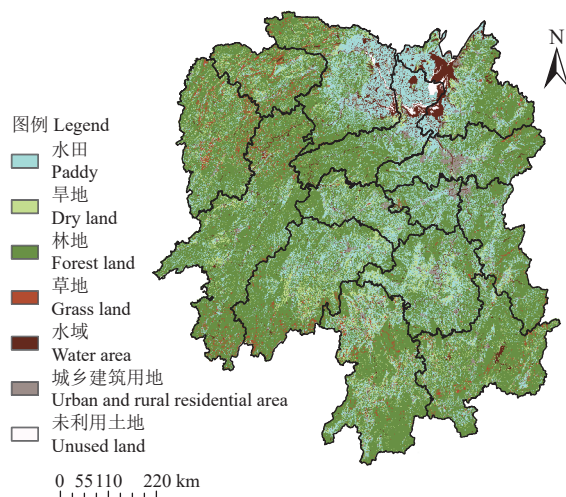 N
图例 Legend
水田
Paddy
旱地
Dry land
林地
Forest land
草地
Grass land
水域
Water area
城乡建筑用地
Urban and rural residential area
未利用土地
Unused land
0 55 110 220 km